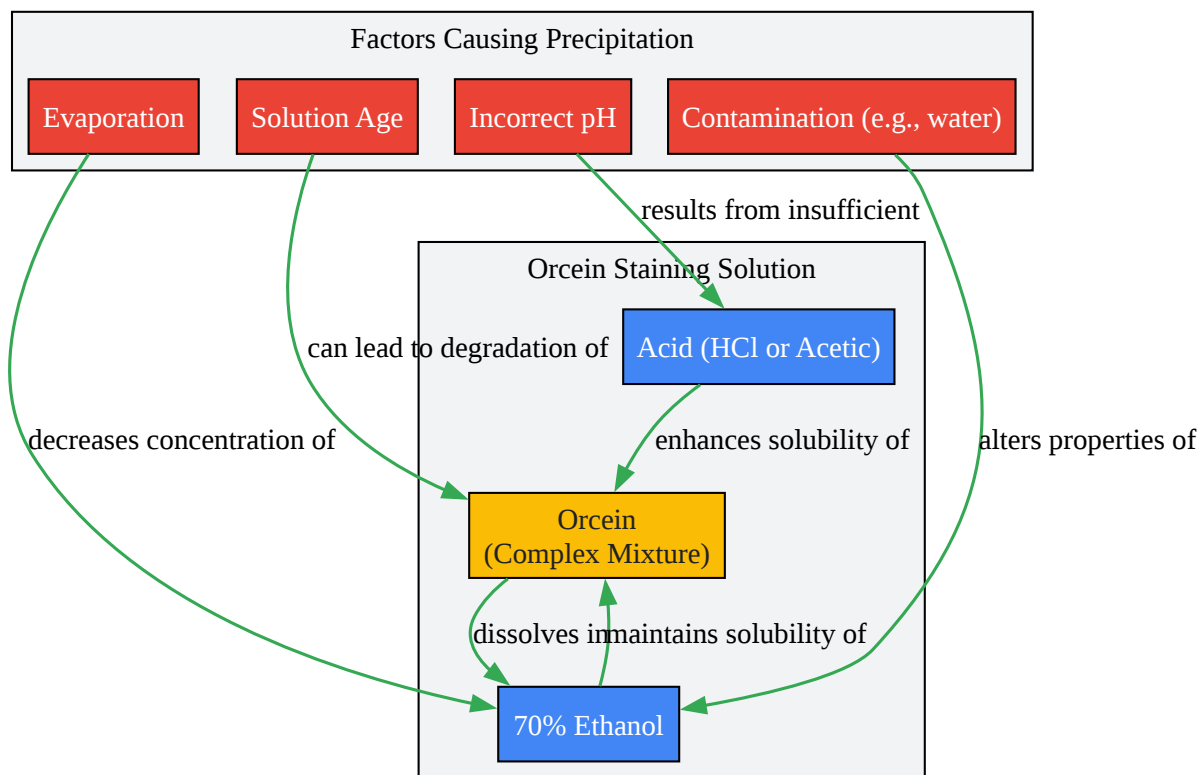 Factors Causing Precipitation
Evaporation
Solution Age
Incorrect pH
Contamination (e.g., water)
results from insufficient
Orcein Staining Solution
can lead to degradation of
Acid (HCl or Acetic)
decreases concentration of
enhances solubility of
alters properties of
Orcein
(Complex Mixture)
dissolves in
maintains solubility of
70% Ethanol